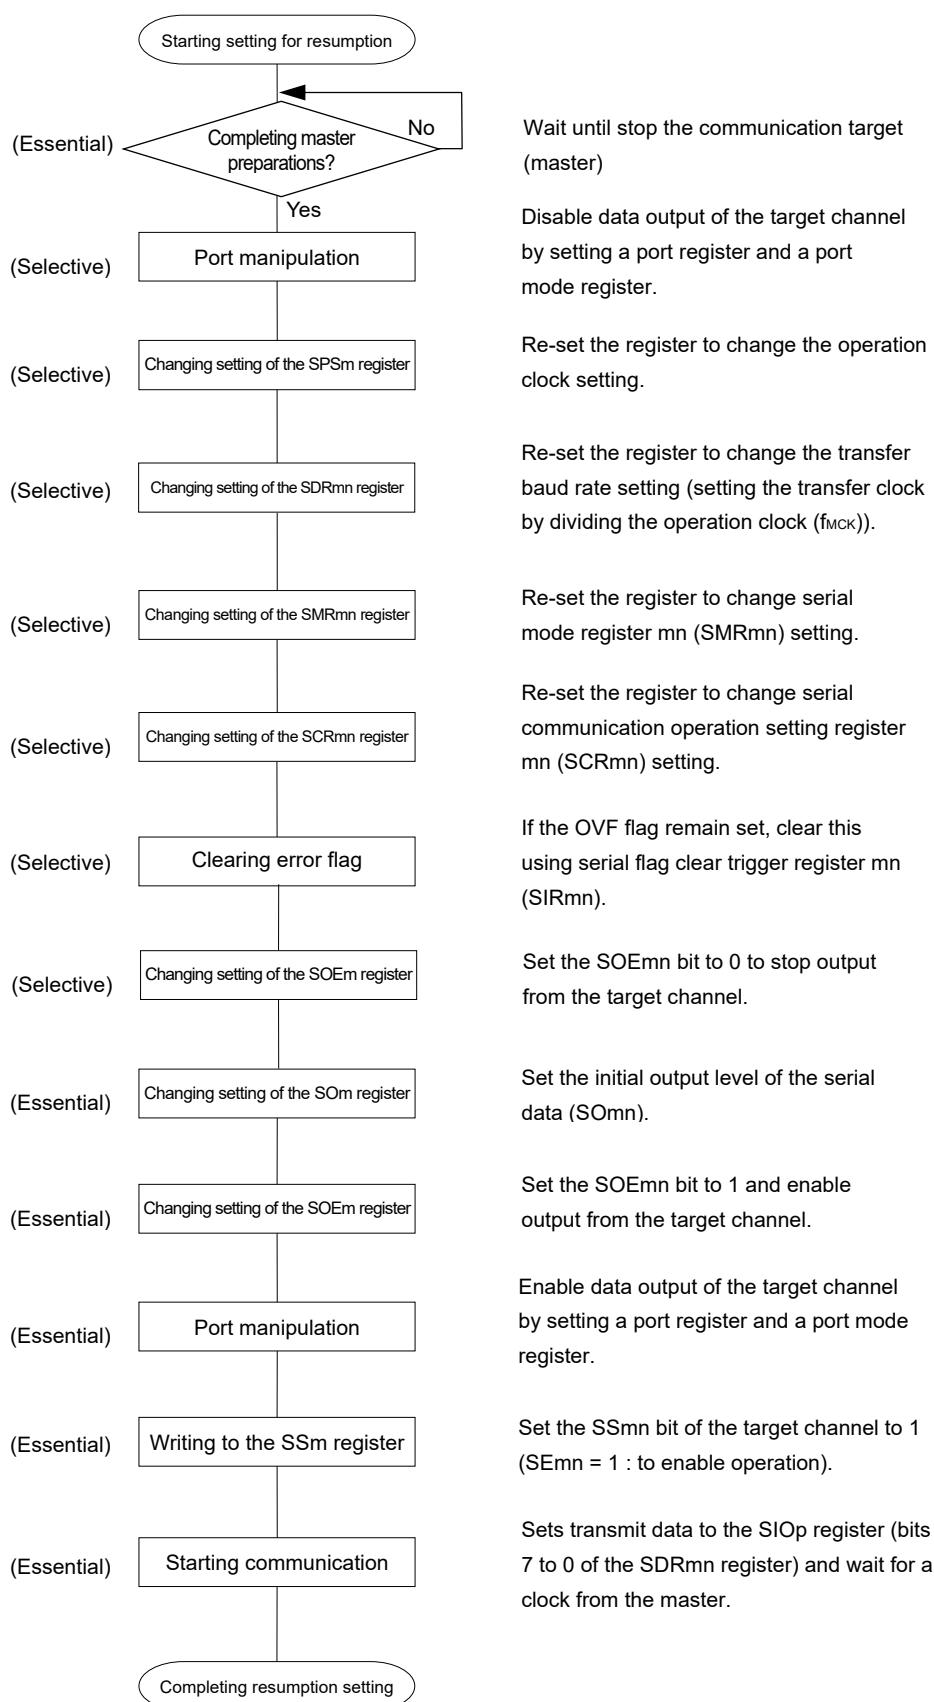 Starting setting for resumption
(Essential)
Completing master
preparations?
No
Yes
Wait until stop the communication target
(master)
(Selective)
Port manipulation
Disable data output of the target channel
by setting a port register and a port
mode register.
(Selective)
Changing setting of the SPSm register
Re-set the register to change the operation
clock setting.
(Selective)
Changing setting of the SDRmn register
Re-set the register to change the transfer
baud rate setting (setting the transfer clock
by dividing the operation clock (fMCK)).
(Selective)
Changing setting of the SMRmn register
Re-set the register to change serial
mode register mn (SMRmn) setting.
(Selective)
Changing setting of the SCRmn register
Re-set the register to change serial
communication operation setting register
mn (SCRmn) setting.
(Selective)
Clearing error flag
If the OVF flag remain set, clear this
using serial flag clear trigger register mn
(SIRmn).
(Selective)
Changing setting of the SOEm register
Set the SOEmn bit to 0 to stop output
from the target channel.
(Essential)
Changing setting of the SOm register
Set the initial output level of the serial
data (SOmn).
(Essential)
Changing setting of the SOEm register
Set the SOEmn bit to 1 and enable
output from the target channel.
(Essential)
Port manipulation
Enable data output of the target channel
by setting a port register and a port mode
register.
(Essential)
Writing to the SSm register
Set the SSmn bit of the target channel to 1
(SEmn = 1 : to enable operation).
(Essential)
Starting communication
Sets transmit data to the SIOp register (bits
7 to 0 of the SDRmn register) and wait for a
clock from the master.
Completing resumption setting